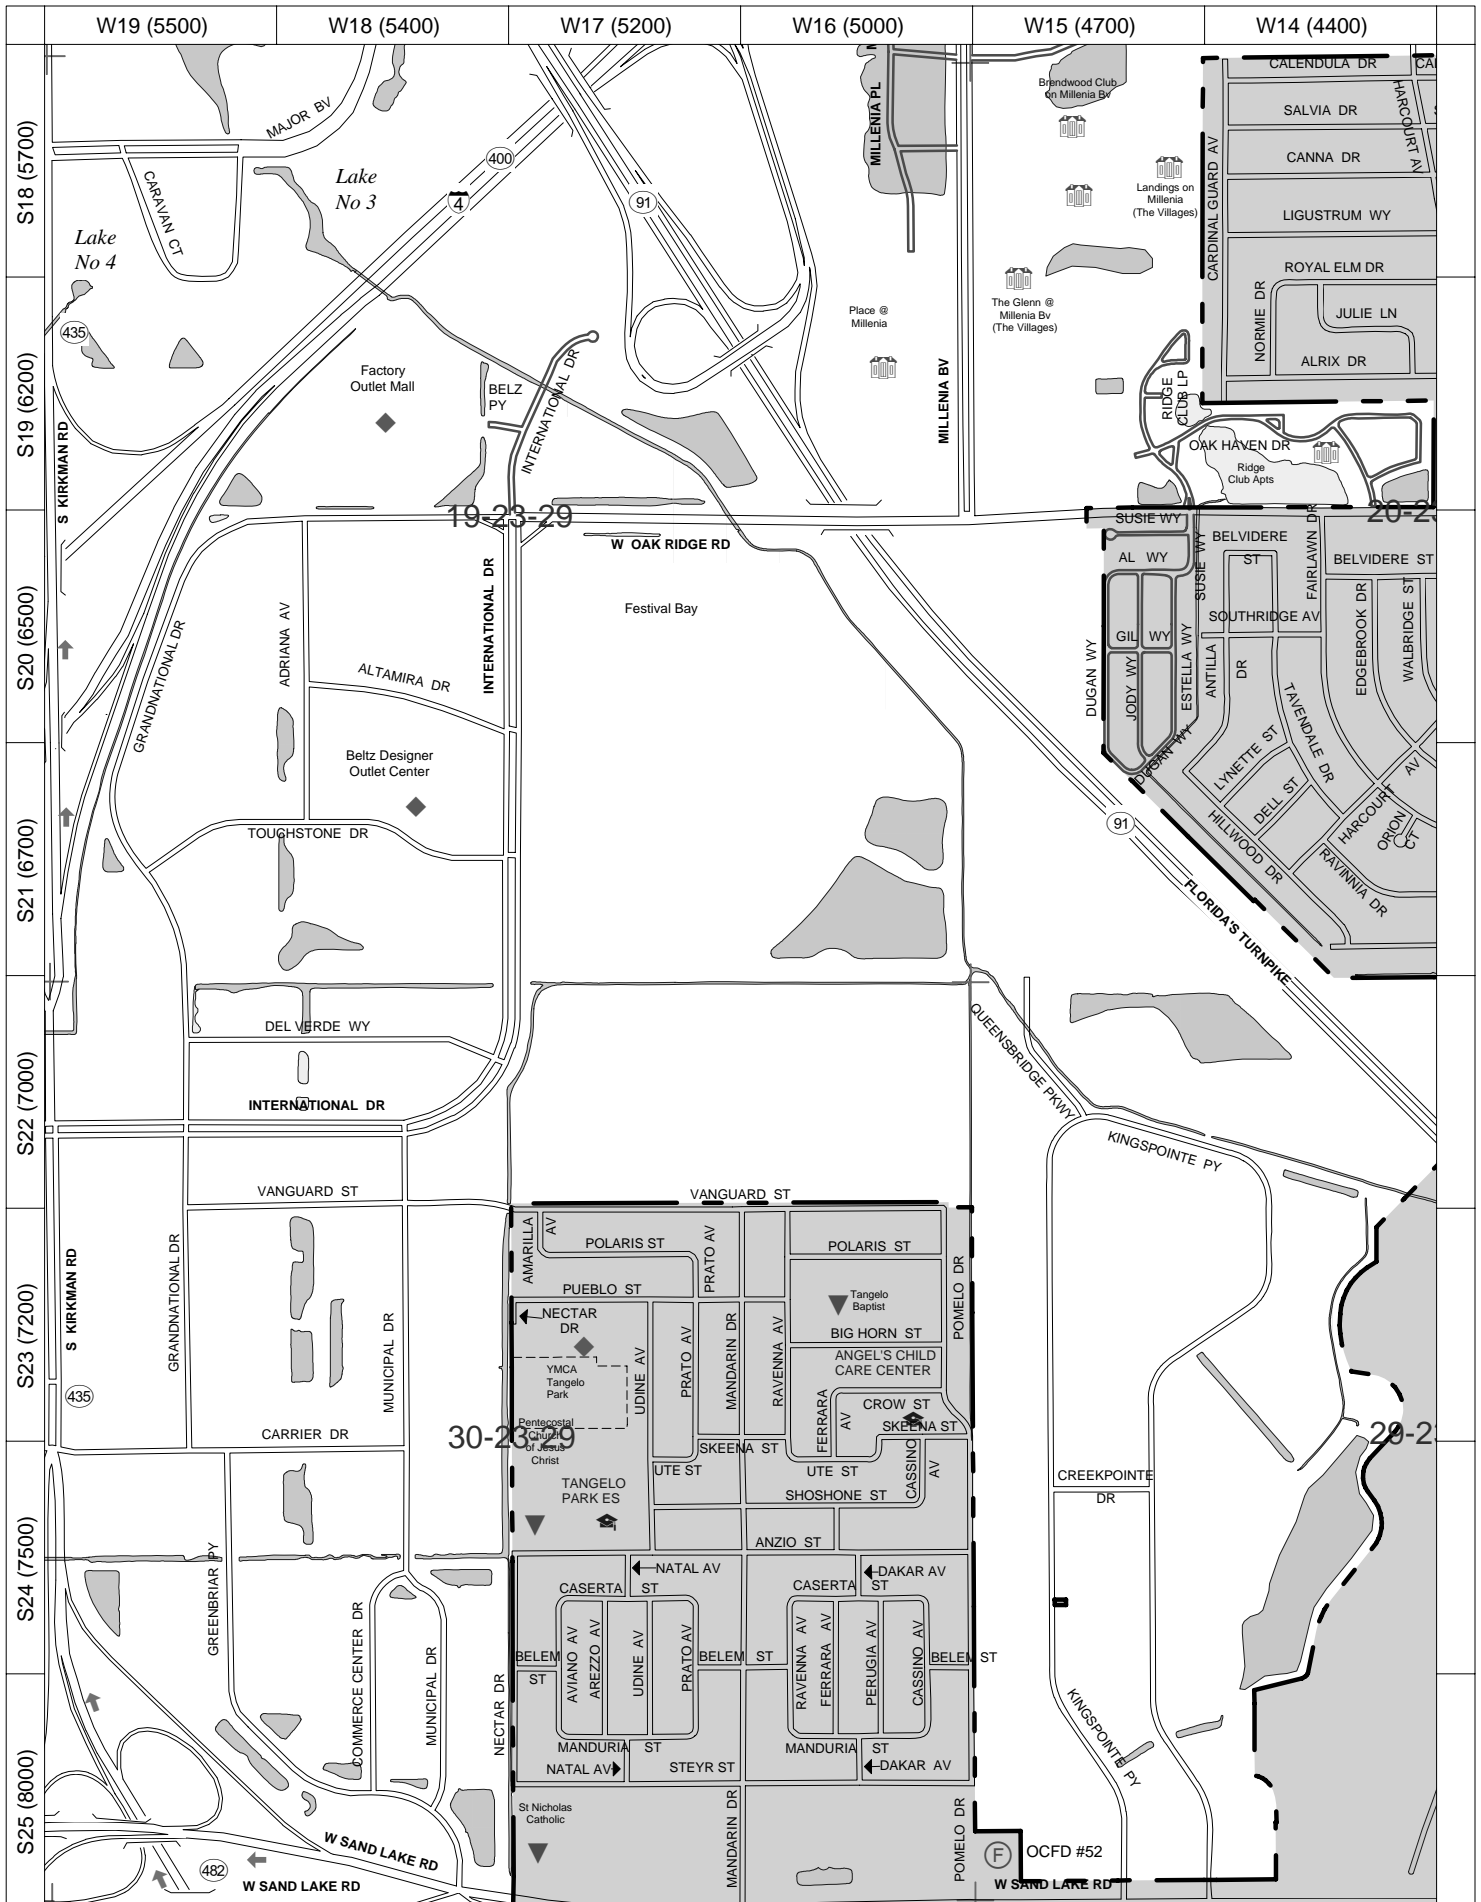 W19 (5500)
W18 (5400)
W17 (5200)
W16 (5000)
W15 (4700)
W14 (4400)
S18 (5700)
S19 (6200)
S20 (6500)
S21 (6700)
S22 (7000)
S23 (7200)
S24 (7500)
S25 (8000)
MAJOR BV
CARAVAN CT
Lake
No 3
Lake
No 4
400
4
91
435
MILLENIA PL
Brendwood Club
on Millenia Bv
Landings on
Millenia
(The Villages)
The Glenn @
Millenia Bv
(The Villages)
Place @
Millenia
MILLENIA BV
CALENDULA DR
SALVIA DR
CANNA DR
HARCOURT AV
LIGUSTRUM WY
CARDINAL GUARD AV
ROYAL ELM DR
JULIE LN
NORMIE DR
ALRIX DR
RIDGE
CLUB LP
OAK HAVEN DR
Ridge
Club Apts
Factory
Outlet Mall
BELZ
PY
INTERNATIONAL DR
S KIRKMAN RD
19-23-29
W OAK RIDGE RD
Festival Bay
INTERNATIONAL DR
ADRIANA AV
ALTAMIRA DR
GRANDNATIONAL DR
Beltz Designer
Outlet Center
TOUCHSTONE DR
SUSIE WY
AL WY
GIL WY
SUSIE WY
JODY WY
ESTELLA WY
DUGAN WY
DUGAN WY
BELVIDERE
ST
FAIRLAWN DR
BELVIDERE ST
SOUTHRIDGE AV
ANTILLA
DR
EDGEBROOK DR
WALBRIDGE ST
TAVENDALE DR
LYNETTE ST
DELL ST
HARCOURT AV
ORION
CT
HILLWOOD DR
RAVINNIA DR
91
FLORIDA'S TURNPIKE
DEL VERDE WY
INTERNATIONAL DR
QUEENSBRIDGE PKWY
KINGSPOINTE PY
VANGUARD ST
VANGUARD ST
GRANDNATIONAL DR
S KIRKMAN RD
MUNICIPAL DR
435
CARRIER DR
AMARILLA
AV
POLARIS ST
PRATO AV
POLARIS ST
PUEBLO ST
NECTAR
DR
Tangelo
Baptist
POMELO DR
BIG HORN ST
ANGEL'S CHILD
CARE CENTER
YMCA
Tangelo
Park
UDINE AV
PRATO AV
MANDARIN DR
RAVENNA AV
FERRARA
AV
CROW ST
SKEENA ST
Pentecostal
Church
of Jesus
Christ
30-23-29
SKEENA ST
UTE ST
UTE ST
CASSINO
AV
TANGELO
PARK ES
SHOSHONE ST
ANZIO ST
CREEKPOINTE
DR
NATAL AV
DAKAR AV
CASERTA ST
CASERTA ST
GREENBRIAR PY
COMMERCE CENTER DR
MUNICIPAL DR
NECTAR DR
BELEM
ST
AVIANO AV
AREZZO AV
UDINE AV
PRATO AV
BELEM ST
RAVENNA AV
FERRARA AV
PERUGIA AV
CASSINO AV
BELEM ST
MANDURIA ST
MANDURIA ST
NATAL AV
STEYR ST
DAKAR AV
KINGSPOINTE PY
St Nicholas
Catholic
MANDARIN DR
POMELO DR
F
OCFD #52
W SAND LAKE RD
482
W SAND LAKE RD
W SAND LAKE RD